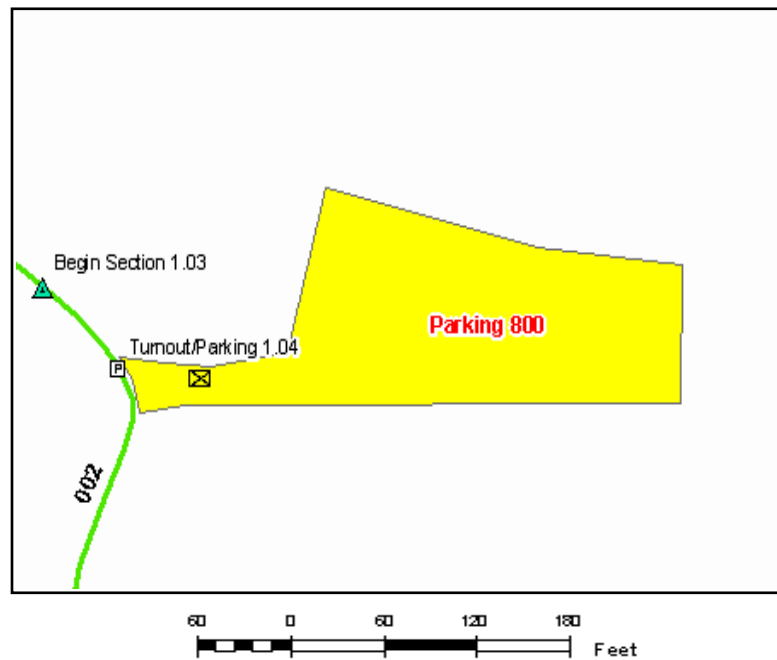 Begin Section 1.03
Parking 800
Turnout/Parking 1.04
P
002
60 0 60 120 180
Feet